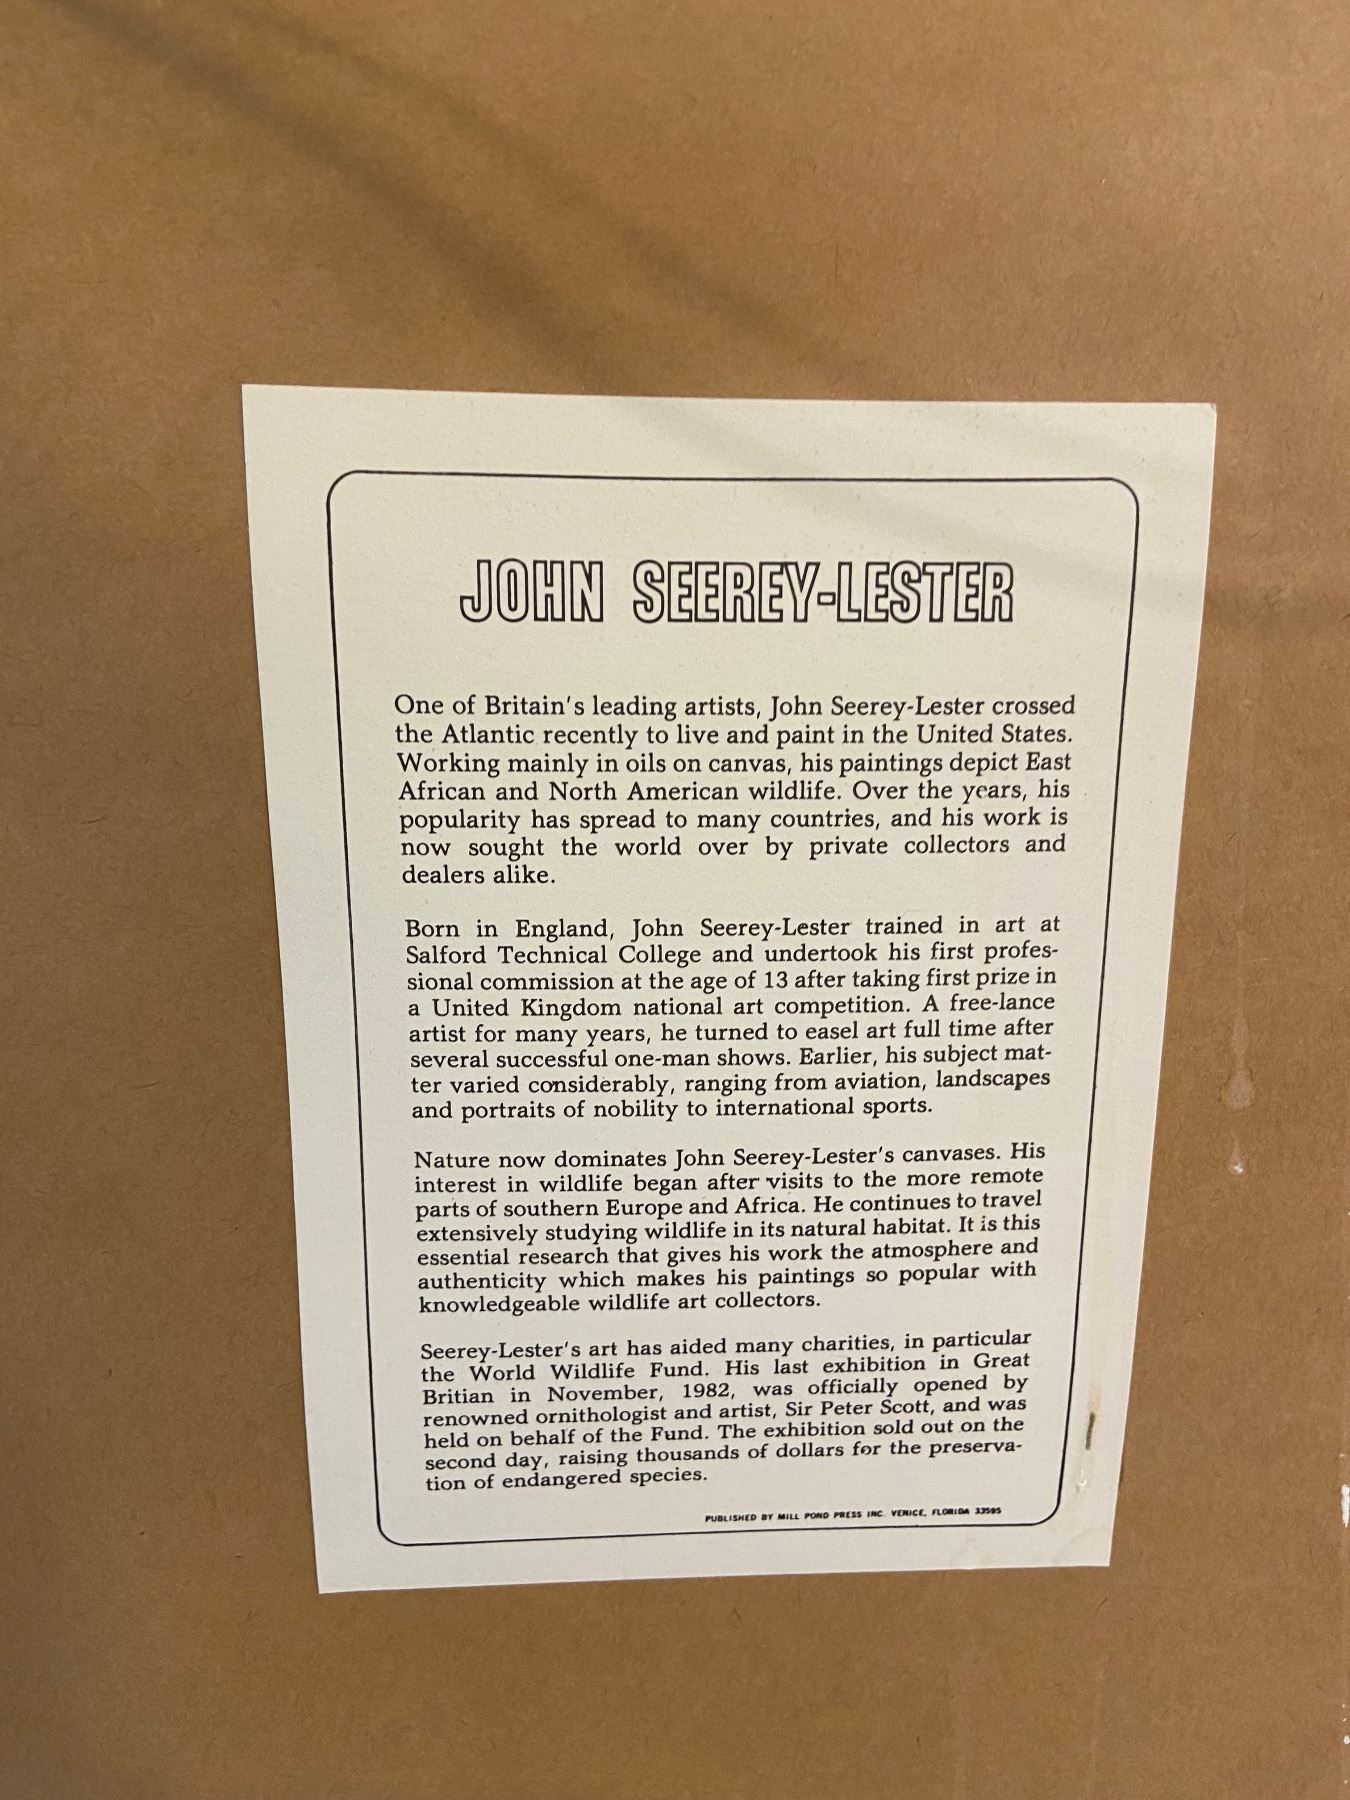 JOHN SEEREY-LESTER
One of Britain's leading artists, John Seerey-Lester crossed
the Atlantic recently to live and paint in the United States.
Working mainly in oils on canvas, his paintings depict East
African and North American wildlife. Over the years, his
popularity has spread to many countries, and his work is
now sought the world over by private collectors and
dealers alike.
Born in England, John Seerey-Lester trained in art at
Salford Technical College and undertook his first profes-
sional commission at the age of 13 after taking first prize in
a United Kingdom national art competition. A free-lance
artist for many years, he turned to easel art full time after
several successful one-man shows. Earlier, his subject mat-
ter varied considerably, ranging from aviation, landscapes
and portraits of nobility to international sports.
Nature now dominates John Seerey-Lester's canvases. His
interest in wildlife began after visits to the more remote
parts of southern Europe and Africa. He continues to travel
extensively studying wildlife in its natural habitat. It is this
essential research that gives his work the atmosphere and
authenticity which makes his paintings so popular with
knowledgeable wildlife art collectors.
Seerey-Lester's art has aided many charities, in particular
the World Wildlife Fund. His last exhibition in Great
Britian in November, 1982, was officially opened by
renowned ornithologist and artist, Sir Peter Scott, and was
held on behalf of the Fund. The exhibition sold out on the
second day, raising thousands of dollars for the preserva-
tion of endangered species.
PUBLISHED BY MILL POND PRESS INC. VENICE, FLORIDA 33595